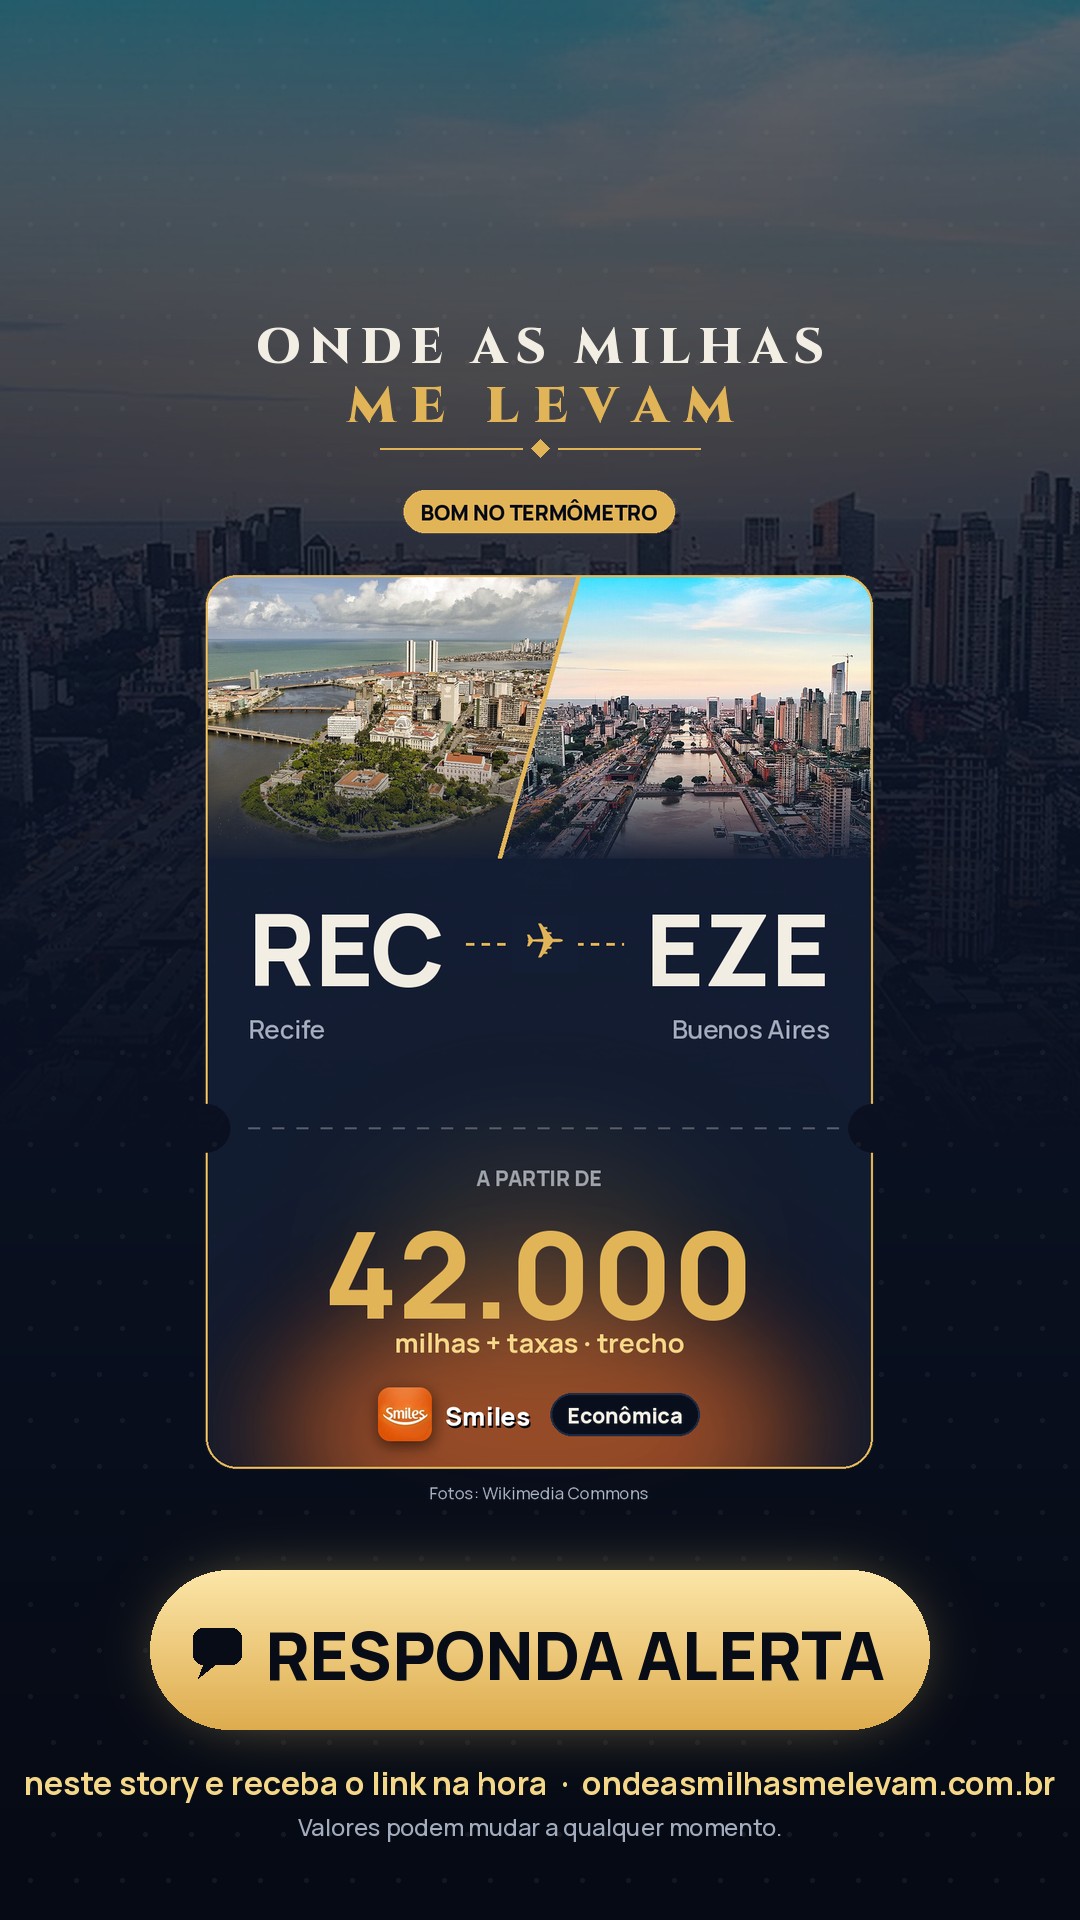 ONDE AS MILHAS
ME LEVAM
BOM NO TERMÔMETRO
REC EZE
Recife Buenos Aires
A PARTIR DE
42.000
milhas + taxas · trecho
Smiles Smiles Econômica
Fotos: Wikimedia Commons
RESPONDA ALERTA
neste story e receba o link na hora · ondeasmilhasmelevam.com.br
Valores podem mudar a qualquer momento.